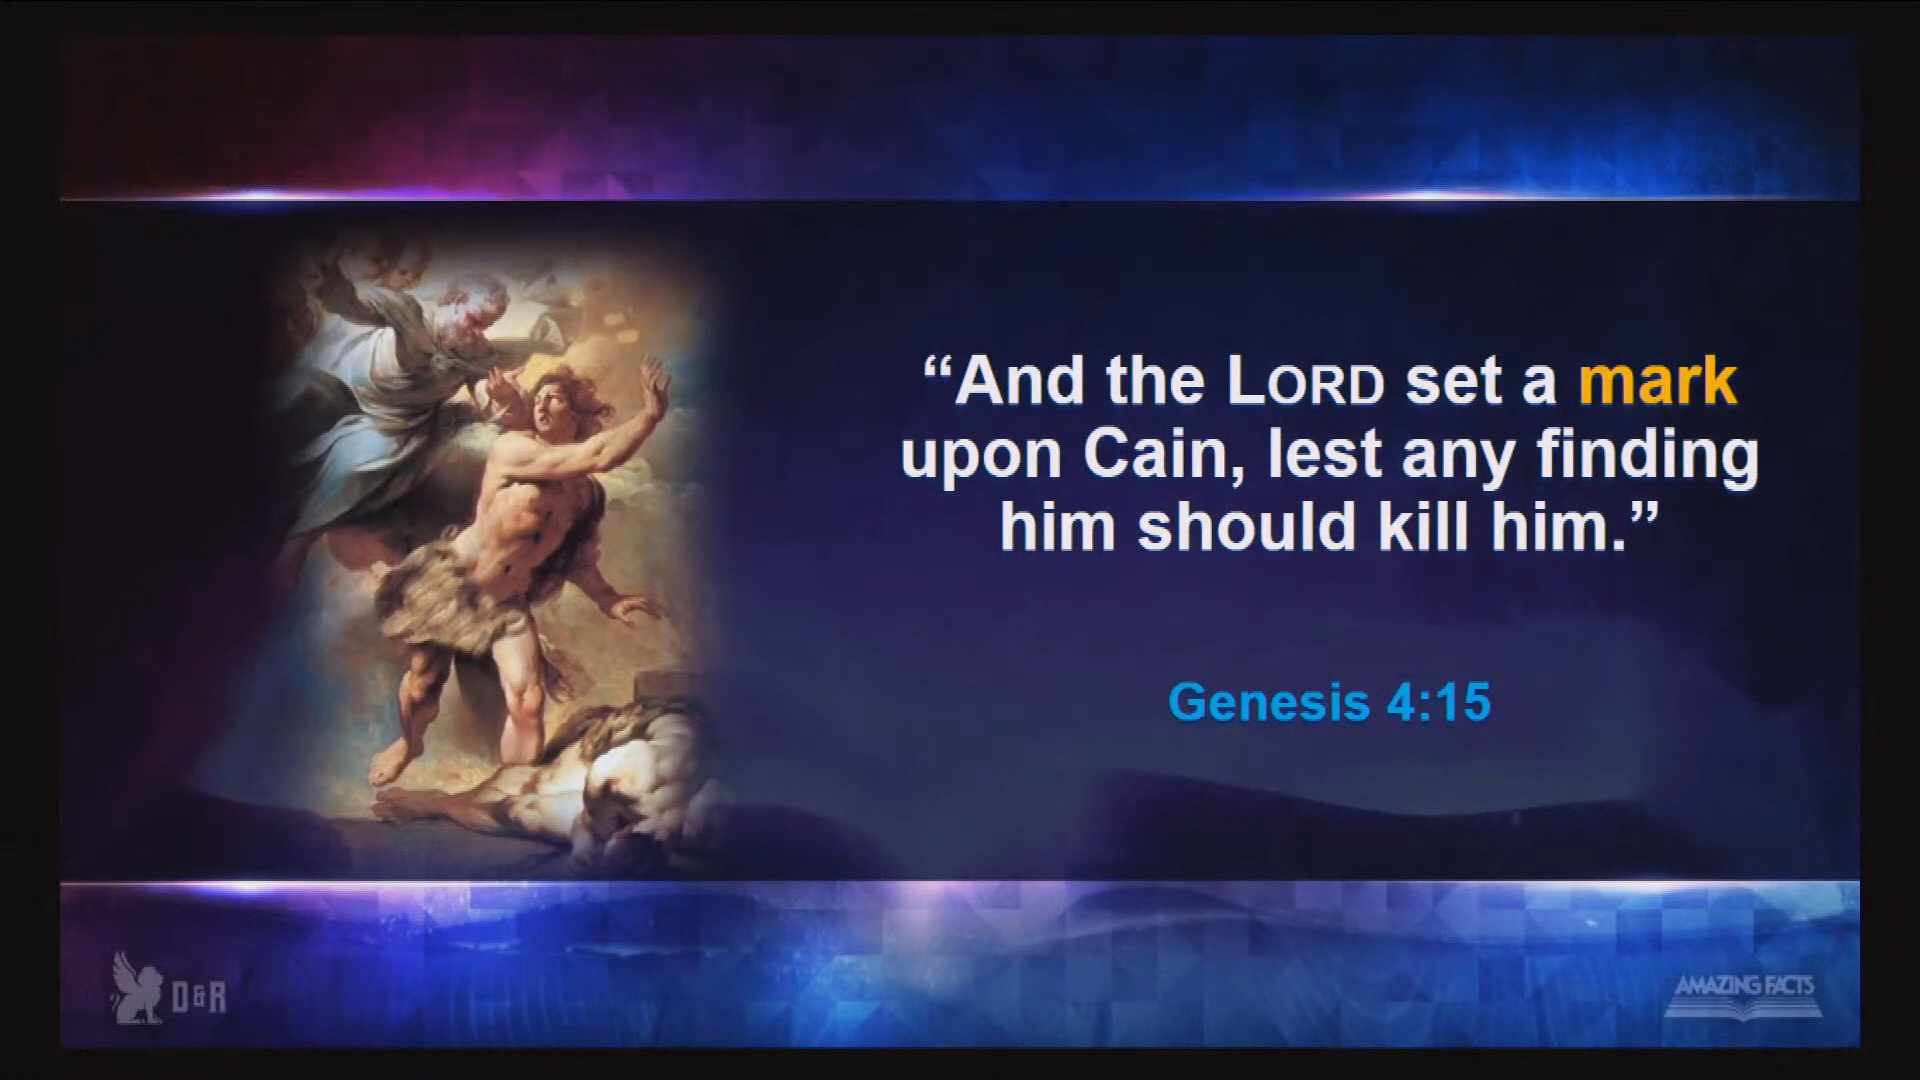 “And the LORD set a mark
upon Cain, lest any finding
him should kill him.”
Genesis 4:15
D&R
AMAZING FACTS